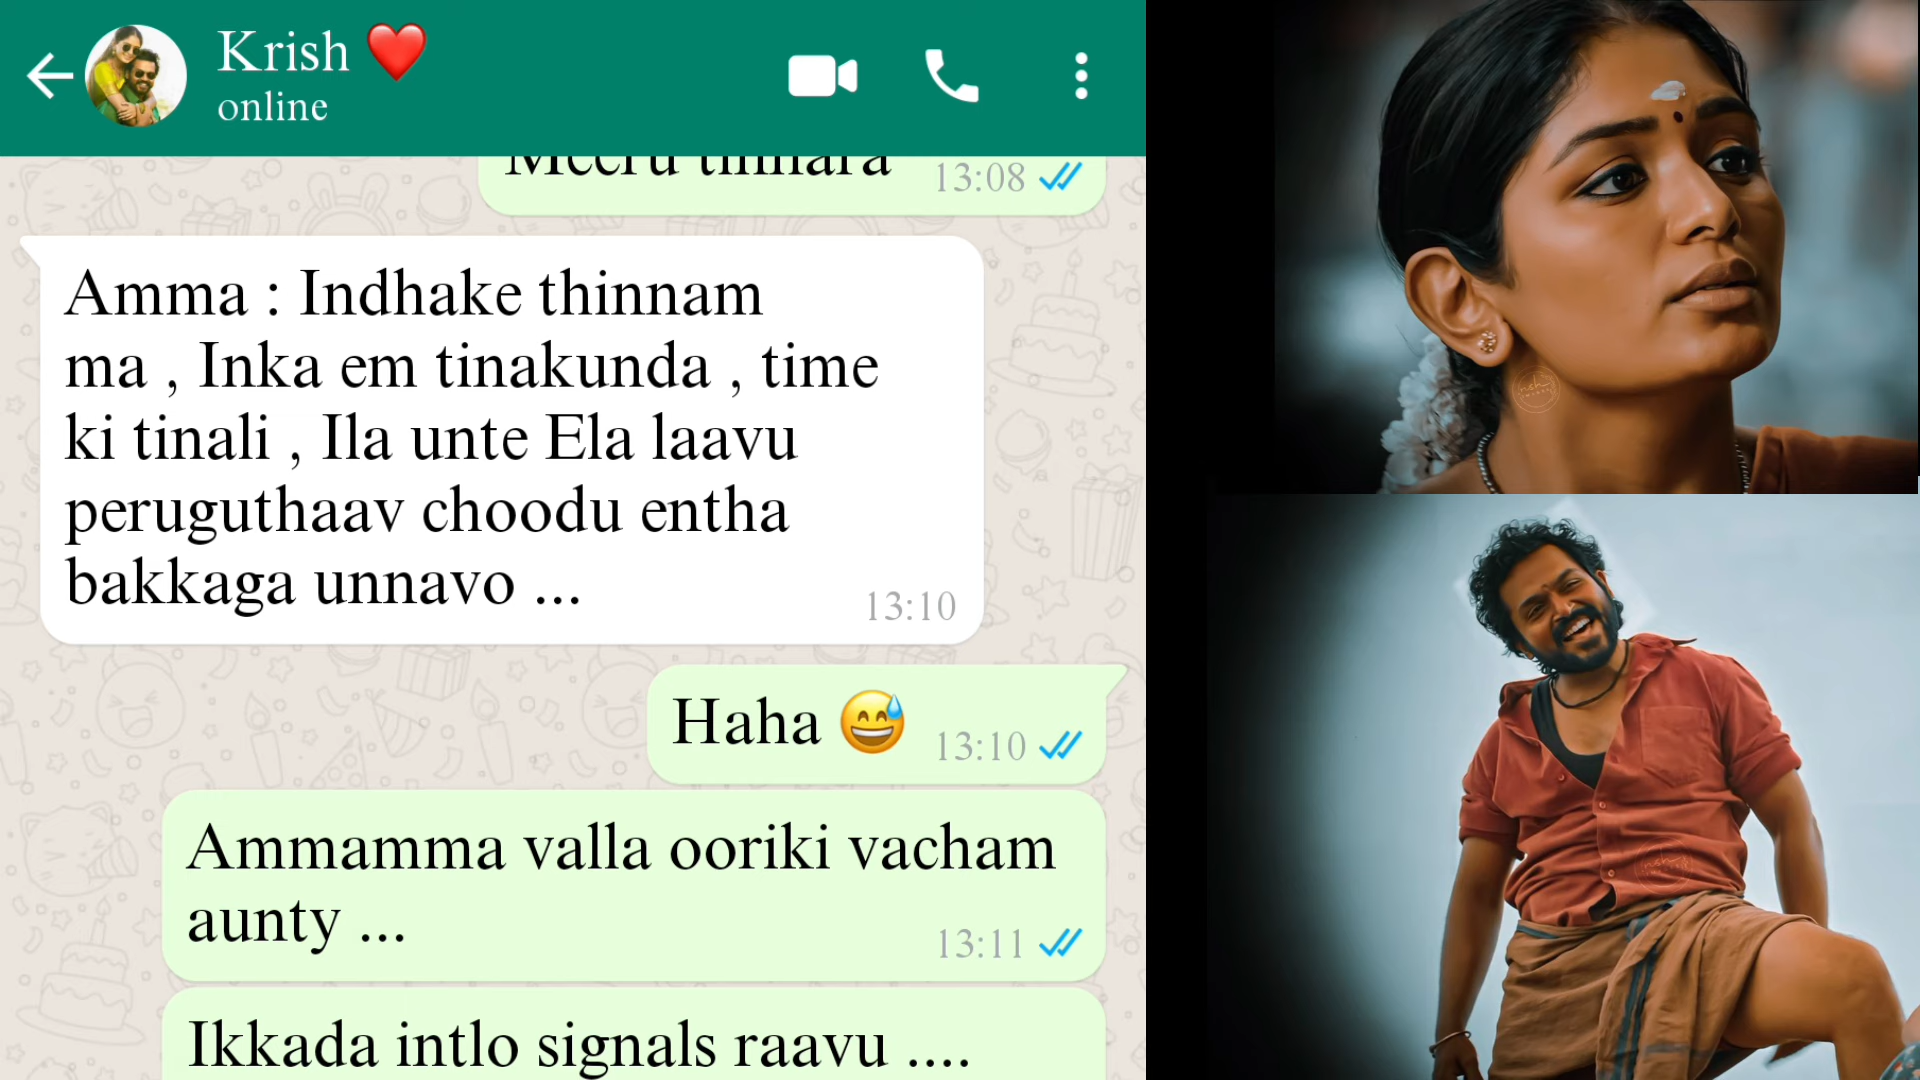 Krish ❤️
online
Meeru thinara
13:08
Amma : Indhake thinnam
ma , Inka em tinakunda , time
ki tinali , Ila unte Ela laavu
peruguthaav choodu entha
bakkaga unnavo ...
13:10
Haha 😅
13:10
Ammamma valla ooriki vacham
aunty ...
13:11
Ikkada intlo signals raavu ....